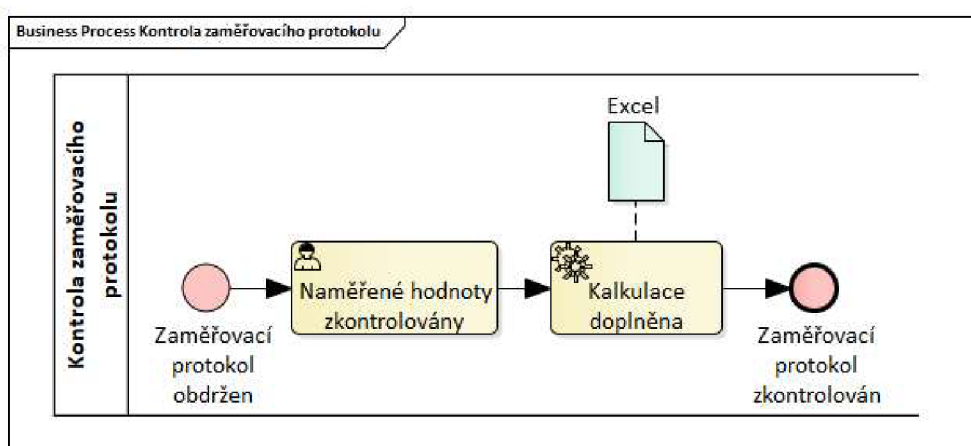 Business Process Kontrola zaměřovacího protokolu
Kontrola zaměřovacího
protokolu
Excel
Naměřené hodnoty
zkontrolovány
Kalkulace
doplněna
Zaměřovací
protokol
obdržen
Zaměřovací
protokol
zkontrolován